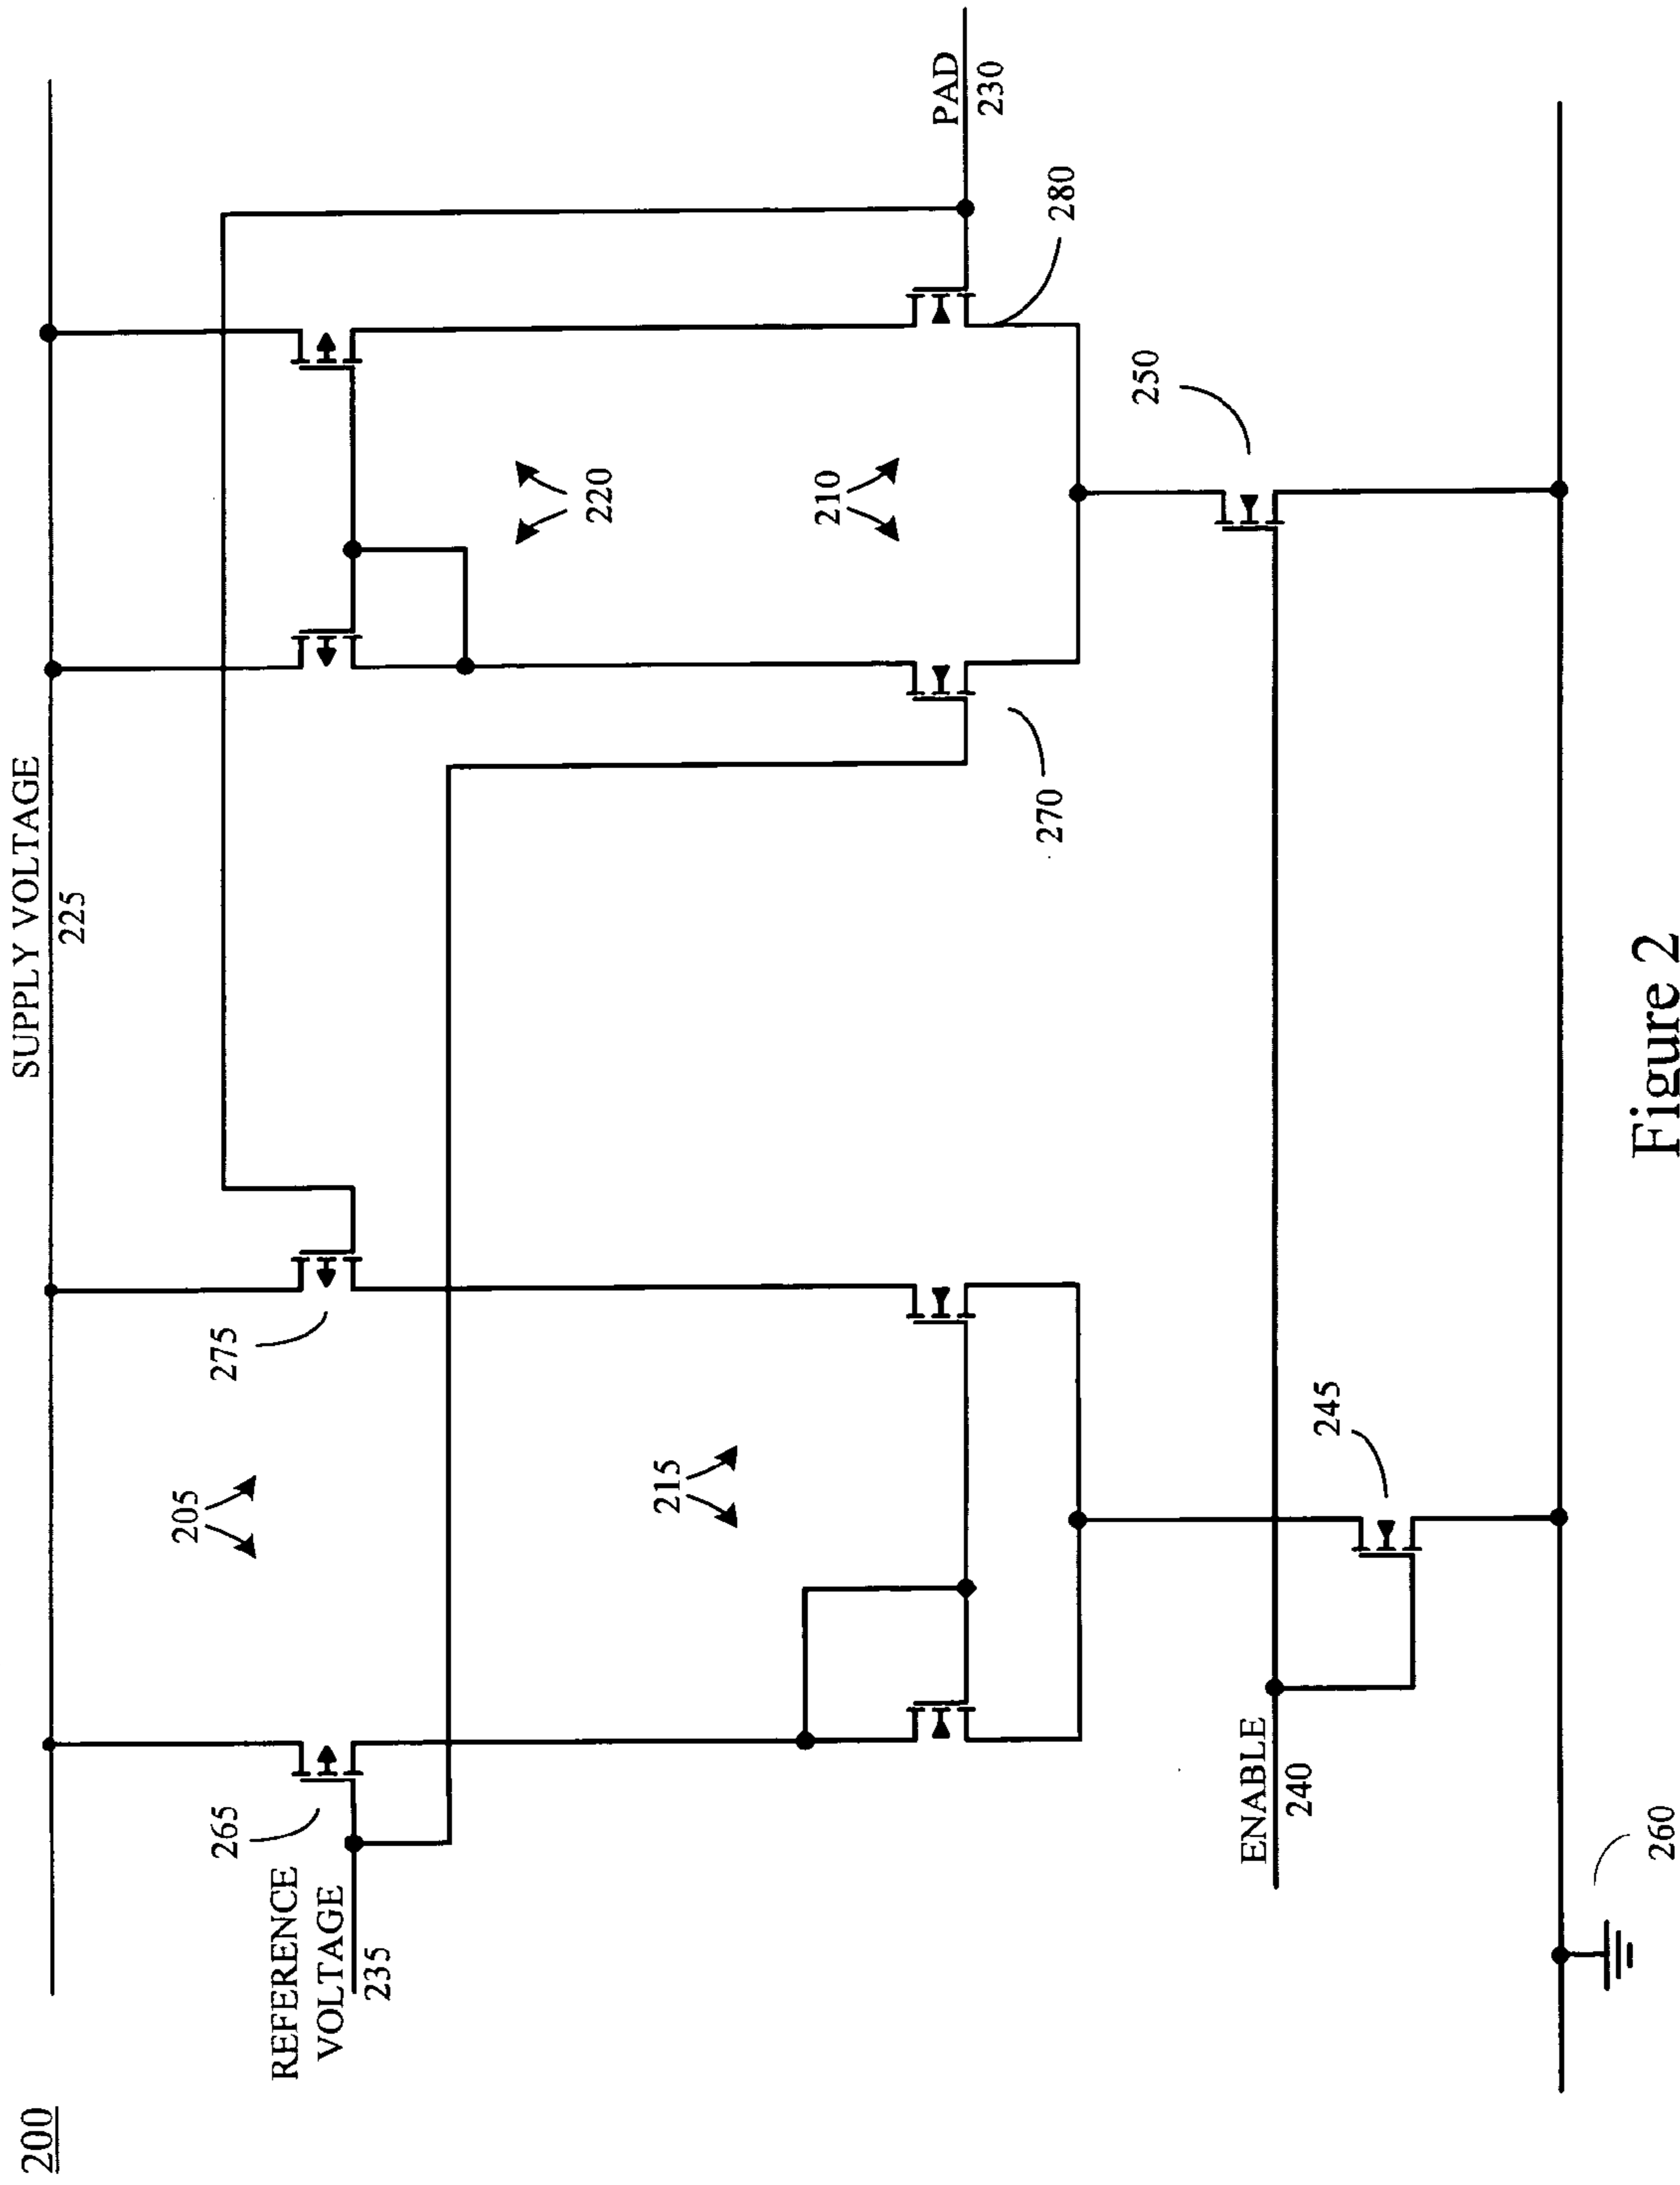 200
SUPPLY VOLTAGE
225
205
275
265
REFERENCE
VOLTAGE
235
215
220
210
PAD
230
280
270
250
ENABLE
240
245
260
Figure 2